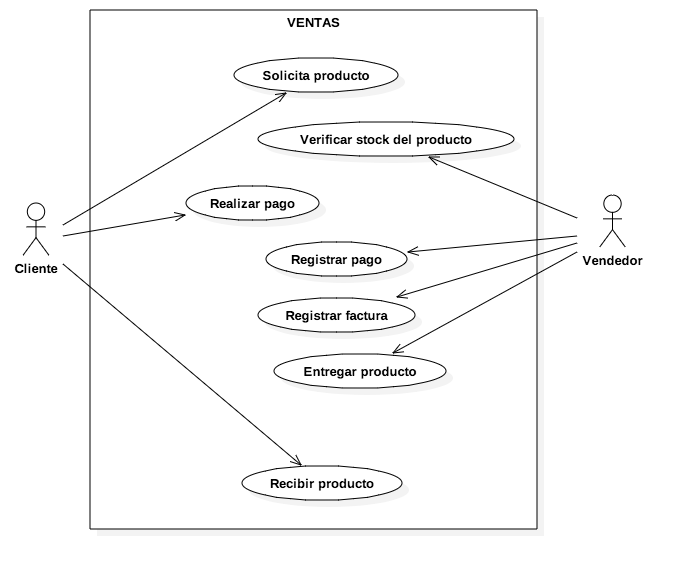 VENTAS
Solicita producto
Verificar stock del producto
Realizar pago
Cliente
Vendedor
Registrar pago
Registrar factura
Entregar producto
Recibir producto